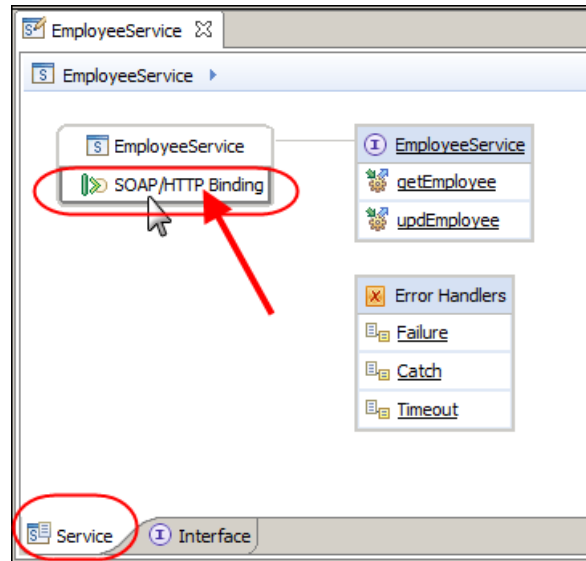 EmployeeService
EmployeeService
EmployeeService
SOAP/HTTP Binding
EmployeeService
getEmployee
updEmployee
Error Handlers
Failure
Catch
Timeout
Service
Interface